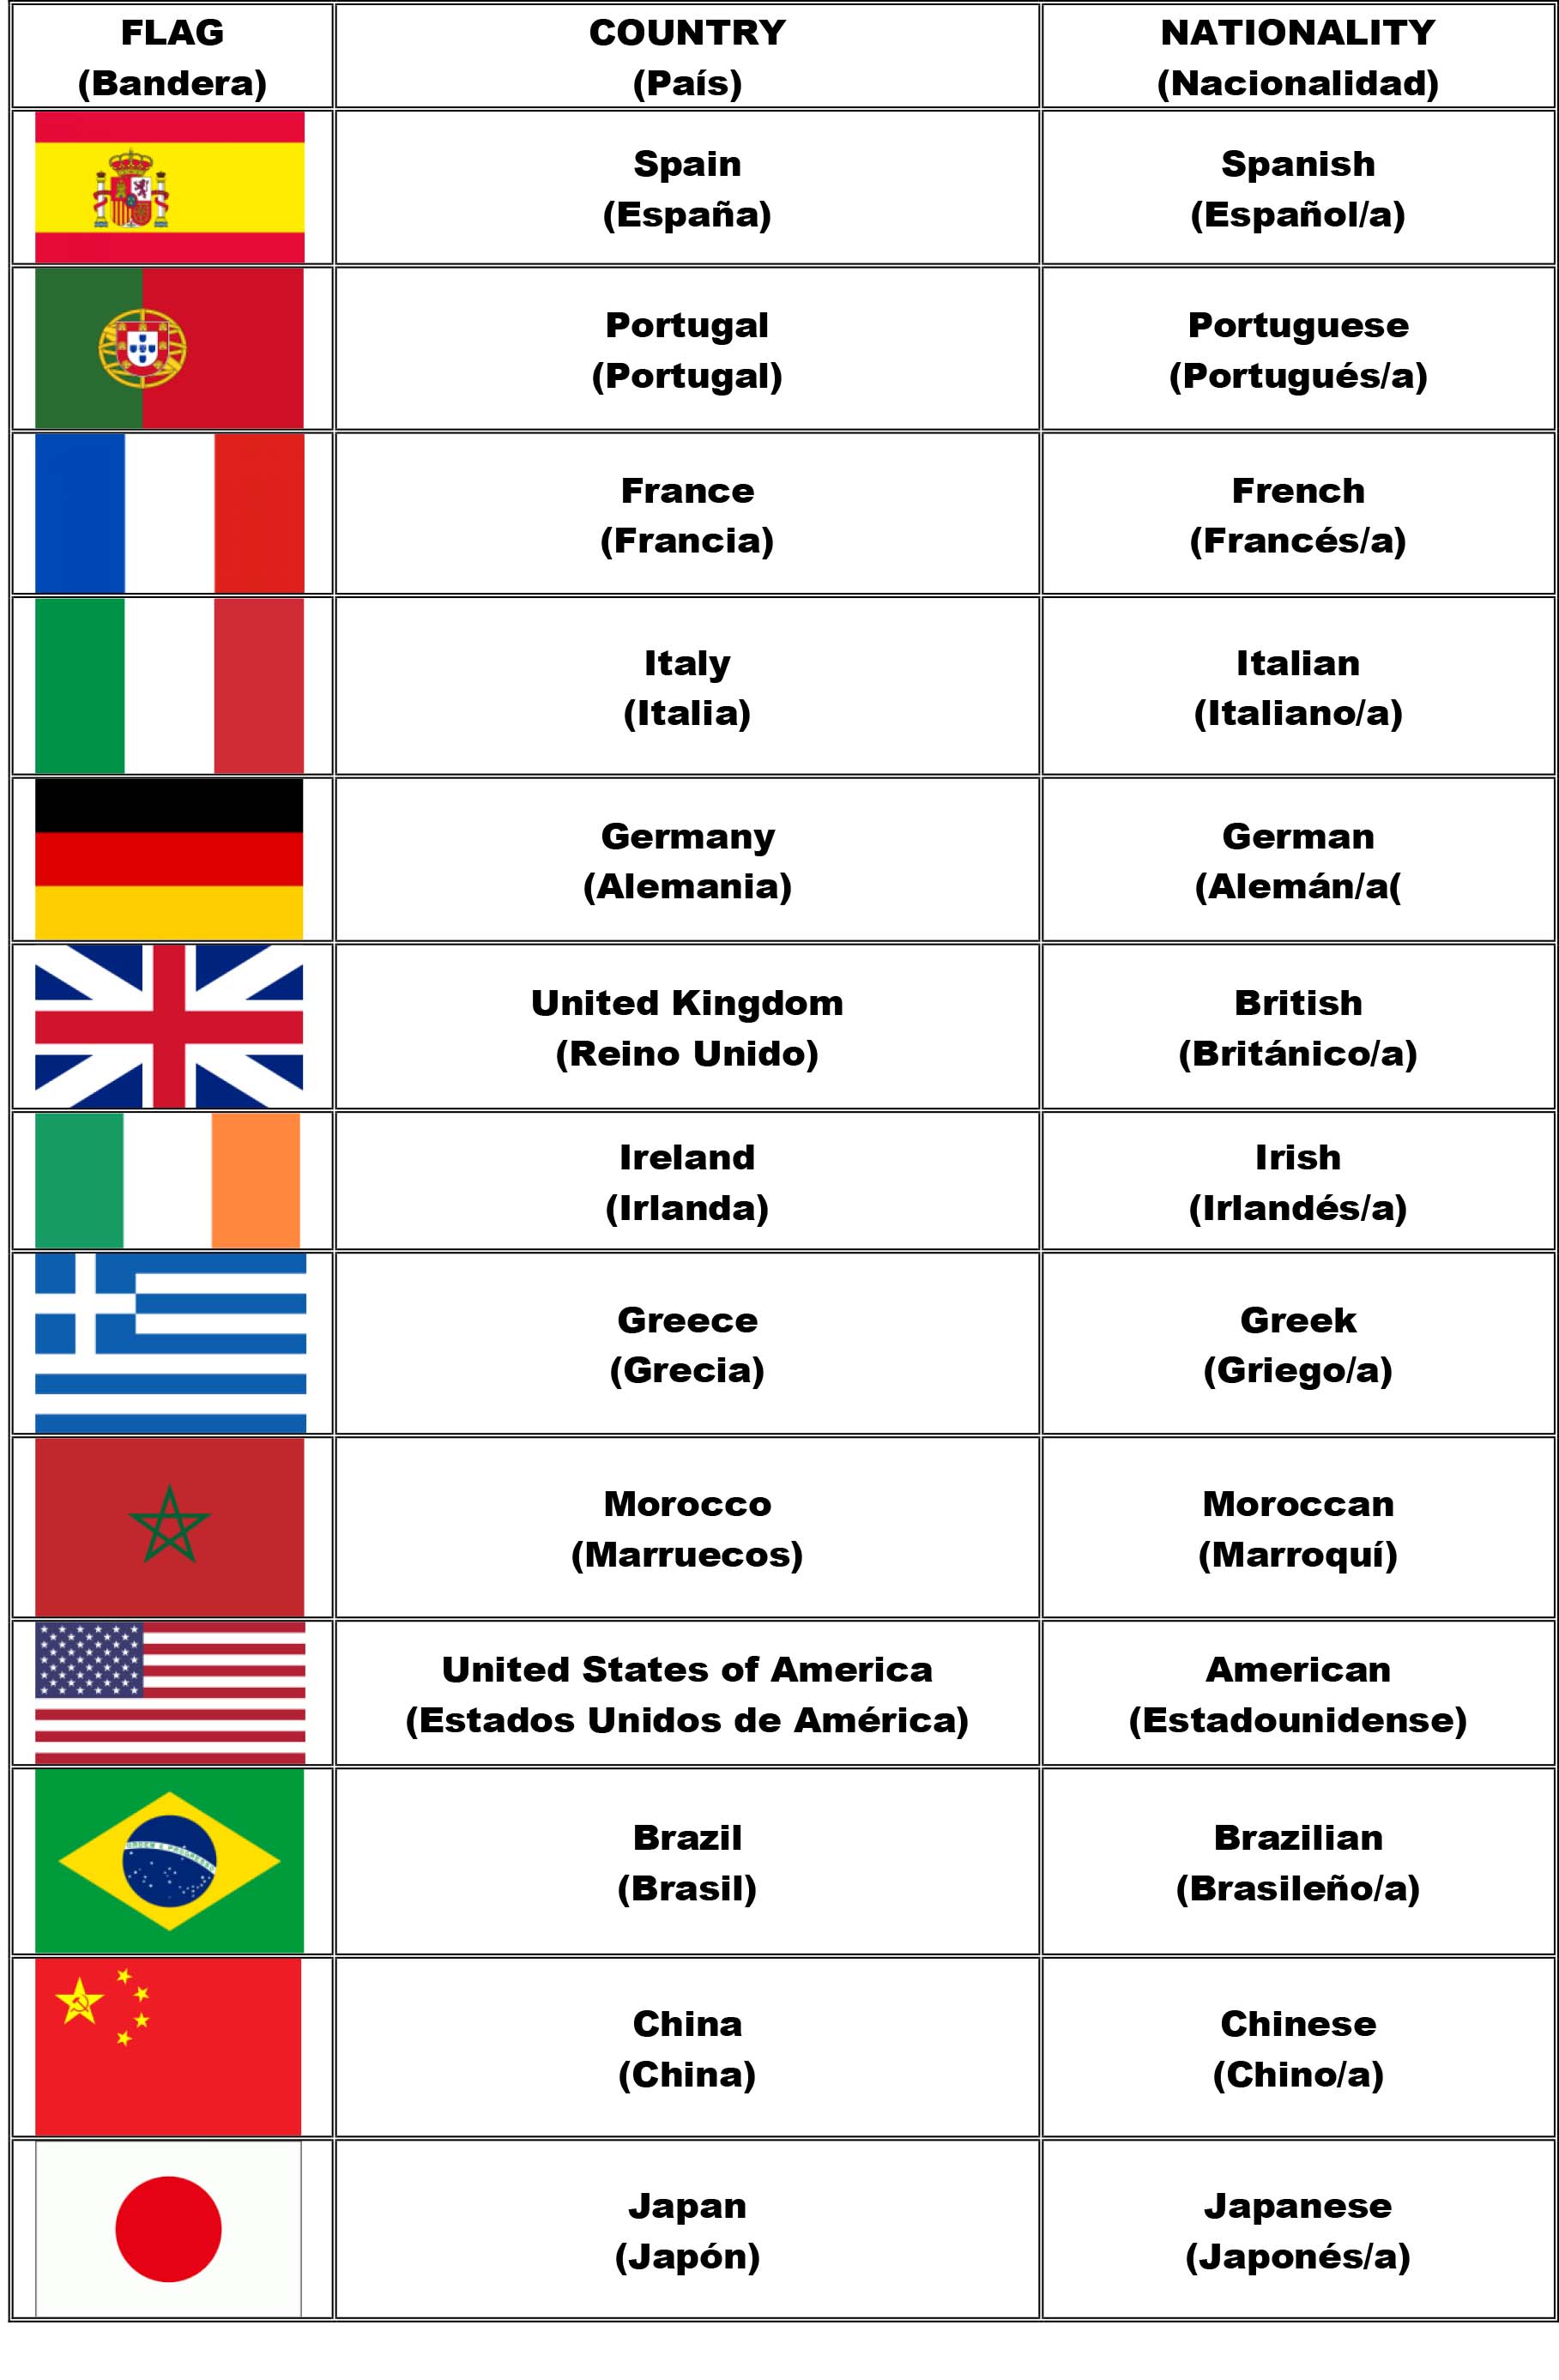 FLAG
(Bandera)
COUNTRY
(País)
NATIONALITY
(Nacionalidad)
Spain
(España)
Spanish
(Español/a)
Portugal
(Portugal)
Portuguese
(Portugués/a)
France
(Francia)
French
(Francés/a)
Italy
(Italia)
Italian
(Italiano/a)
Germany
(Alemania)
German
(Alemán/a(
United Kingdom
(Reino Unido)
British
(Británico/a)
Ireland
(Irlanda)
Irish
(Irlandés/a)
Greece
(Grecia)
Greek
(Griego/a)
Morocco
(Marruecos)
Moroccan
(Marroquí)
United States of America
(Estados Unidos de América)
American
(Estadounidense)
ORDEM E PROGRESSO
Brazil
(Brasil)
Brazilian
(Brasileño/a)
China
(China)
Chinese
(Chino/a)
Japan
(Japón)
Japanese
(Japonés/a)